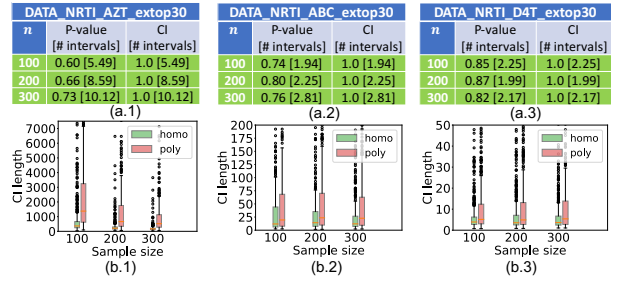 DATA_NRTI_AZT_extop30
n P-value [# intervals] CI [# intervals]
100 0.60 [5.49] 1.0 [5.49]
200 0.66 [8.59] 1.0 [8.59]
300 0.73 [10.12] 1.0 [10.12]
(a.1)
DATA_NRTI_ABC_extop30
n P-value [# intervals] CI [# intervals]
100 0.74 [1.94] 1.0 [1.94]
200 0.80 [2.25] 1.0 [2.25]
300 0.76 [2.81] 1.0 [2.81]
(a.2)
DATA_NRTI_D4T_extop30
n P-value [# intervals] CI [# intervals]
100 0.85 [2.25] 1.0 [2.25]
200 0.87 [1.99] 1.0 [1.99]
300 0.82 [2.17] 1.0 [2.17]
(a.3)
CI length
7000
6000
5000
4000
3000
2000
1000
0
homo
poly
100 200 300
Sample size
(b.1)
CI length
200
175
150
125
100
75
50
25
0
homo
poly
100 200 300
Sample size
(b.2)
CI length
50
40
30
20
10
0
homo
poly
100 200 300
Sample size
(b.3)